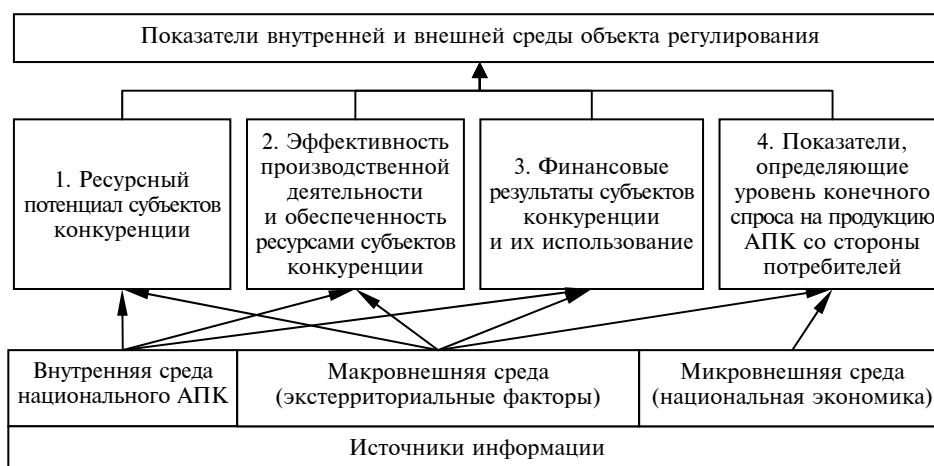 Показатели внутренней и внешней среды объекта регулирования
1. Ресурсный
потенциал субъектов
конкуренции
2. Эффективность
производственной
деятельности
и обеспеченность
ресурсами субъектов
конкуренции
3. Финансовые
результаты субъектов
конкуренции
и их использование
4. Показатели,
определяющие
уровень конечного
спроса на продукцию
АПК со стороны
потребителей
Внутренняя среда
национального АПК
Макровнешняя среда
(экстерриториальные факторы)
Микровнешняя среда
(национальная экономика)
Источники информации